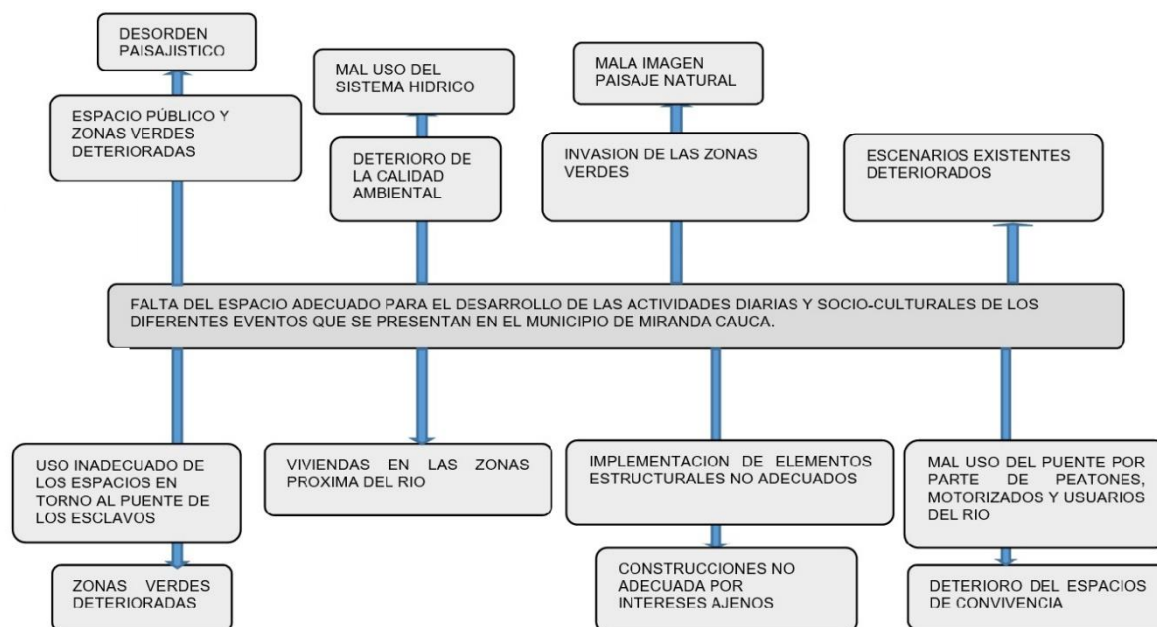 DESORDEN
PAISAJISTICO
MAL USO DEL
SISTEMA HIDRICO
MALA IMAGEN
PAISAJE NATURAL
ESPACIO PÚBLICO Y
ZONAS VERDES
DETERIORADAS
DETERIORO DE
LA CALIDAD
AMBIENTAL
INVASION DE LAS ZONAS
VERDES
ESCENARIOS EXISTENTES
DETERIORADOS
FALTA DEL ESPACIO ADECUADO PARA EL DESARROLLO DE LAS ACTIVIDADES DIARIAS Y SOCIO-CULTURALES DE LOS
DIFERENTES EVENTOS QUE SE PRESENTAN EN EL MUNICIPIO DE MIRANDA CAUCA.
USO INADECUADO DE
LOS ESPACIOS EN
TORNO AL PUENTE DE
LOS ESCLAVOS
VIVIENDAS EN LAS ZONAS
PROXIMA DEL RIO
IMPLEMENTACION DE ELEMENTOS
ESTRUCTURALES NO ADECUADOS
MAL USO DEL PUENTE POR
PARTE DE PEATONES,
MOTORIZADOS Y USUARIOS
DEL RIO
ZONAS VERDES
DETERIORADAS
CONSTRUCCIONES NO
ADECUADA POR
INTERESES AJENOS
DETERIORO DEL ESPACIOS
DE CONVIVENCIA